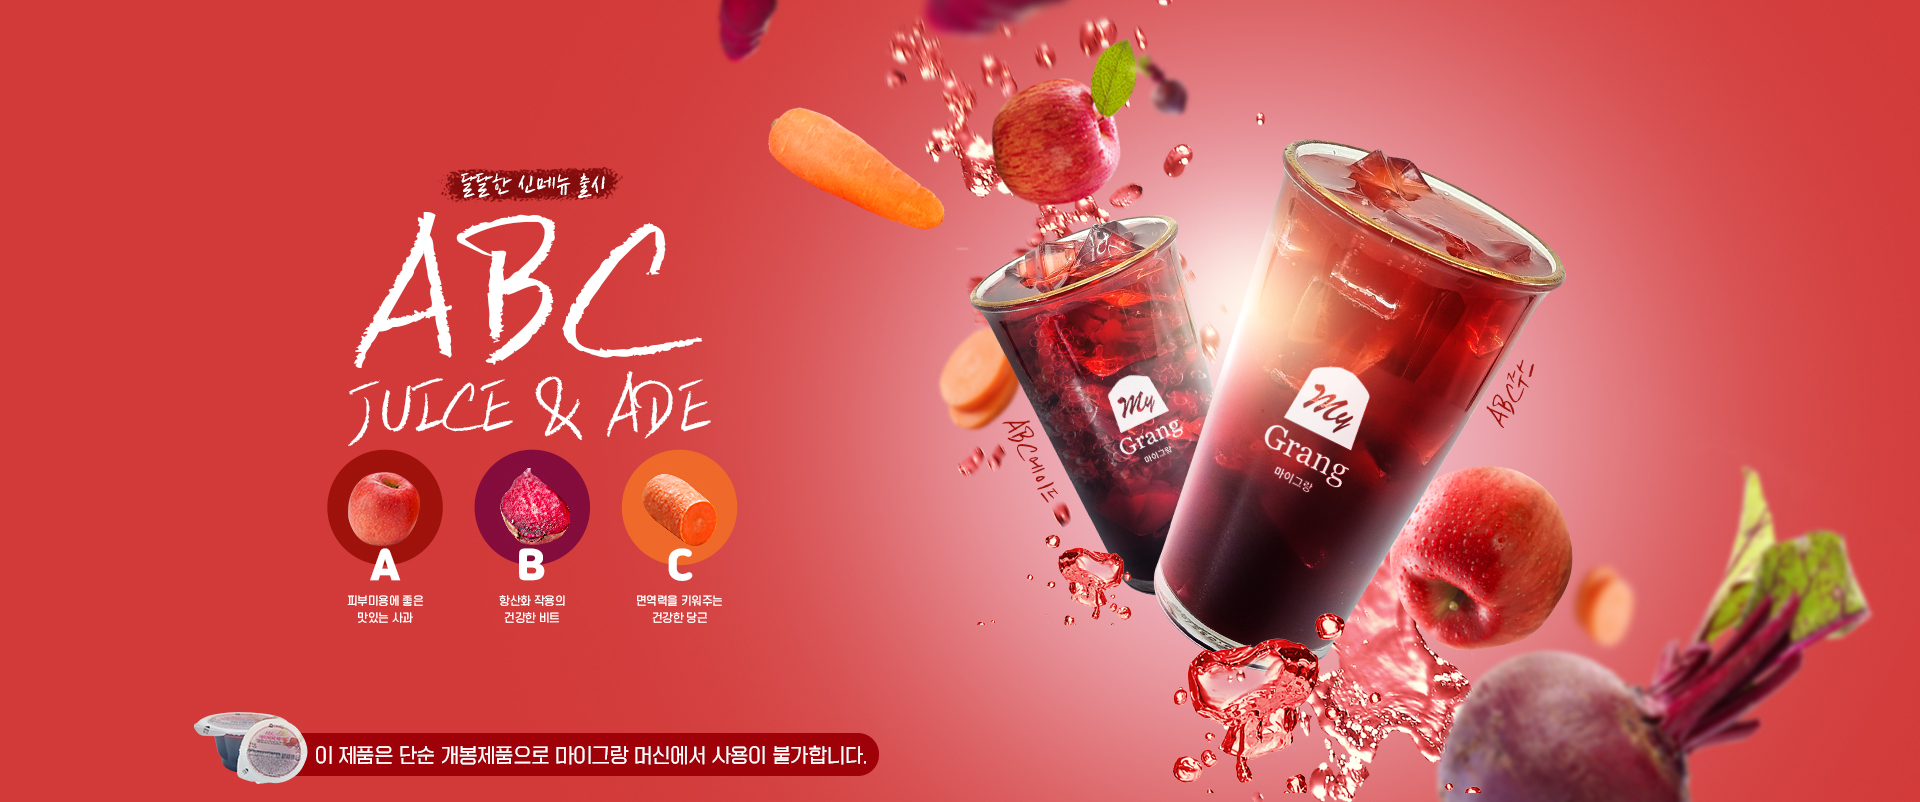 달달한 신메뉴 출시
ABC
JUICE & ADE
A
피부미용에 좋은
맛있는 사과
B
항산화 작용의
건강한 비트
C
면역력을 키워주는
건강한 당근
이 제품은 단순 개봉제품으로 마이그랑 머신에서 사용이 불가합니다.
My
Grang
마이그랑
ABC에이드
My
Grang
마이그랑
ABC주스